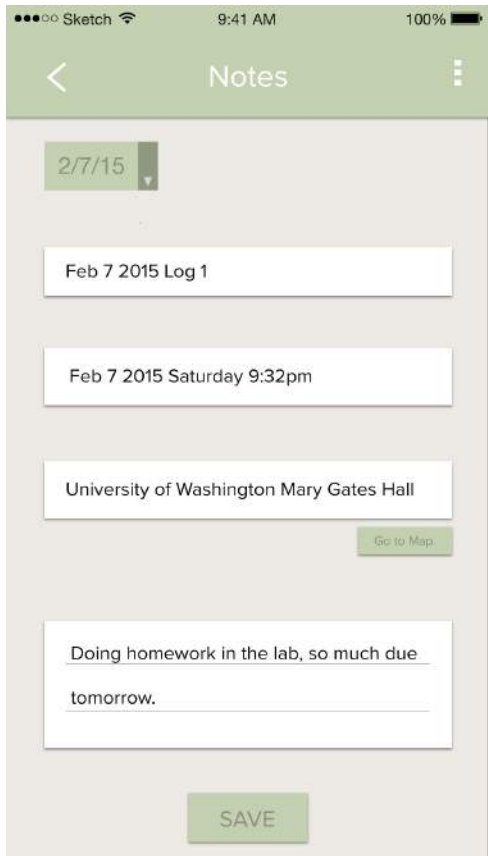 Sketch 9:41 AM 100%
Notes
2/7/15
Feb 7 2015 Log 1
Feb 7 2015 Saturday 9:32pm
University of Washington Mary Gates Hall
Go to Map
Doing homework in the lab, so much due
tomorrow.
SAVE